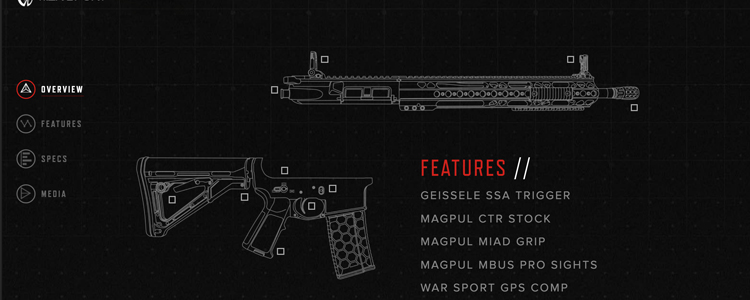 OVERVIEW
FEATURES
SPECS
MEDIA
FEATURES //
GEISSELE SSA TRIGGER
MAGPUL CTR STOCK
MAGPUL MIAD GRIP
MAGPUL MBUS PRO SIGHTS
WAR SPORT GPS COMP